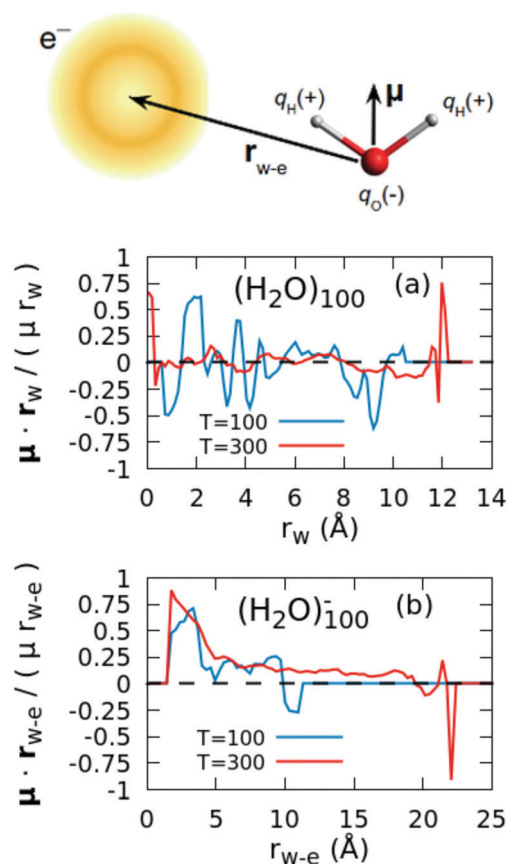 e⁻
μ
q_H(+) q_H(+)
r_w-e
q_O(-)
1
0.75
0.25
0
-0.25
-0.5
-0.75
-1
μ · r_w / ( μ r_w )
(H₂O)₁₀₀ (a)
T=100
T=300
0 2 4 6 8 10 12 14
r_w (Å)
1
0.75
0.5
0.25
0
-0.25
-0.5
-0.75
-1
μ · r_w-e / ( μ r_w-e )
(H₂O)⁻₁₀₀ (b)
T=100
T=300
0 5 10 15 20 25
r_w-e (Å)